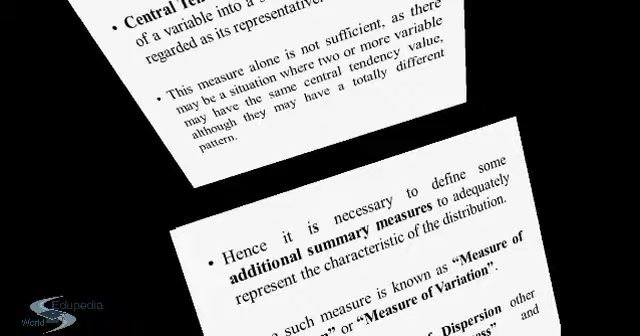 • Central
of a variable into a
regarded as its representative.
• This measure alone is not sufficient, as there
may be a situation where two or more variable
may have the same central tendency value,
although they may have a totally different
pattern.
• Hence it is necessary to define some
additional summary measures to adequately
represent the characteristic of the distribution.
such measure is known as “Measure of
or “Measure of Variation”.
of Dispersion other
and
Edupedia
World